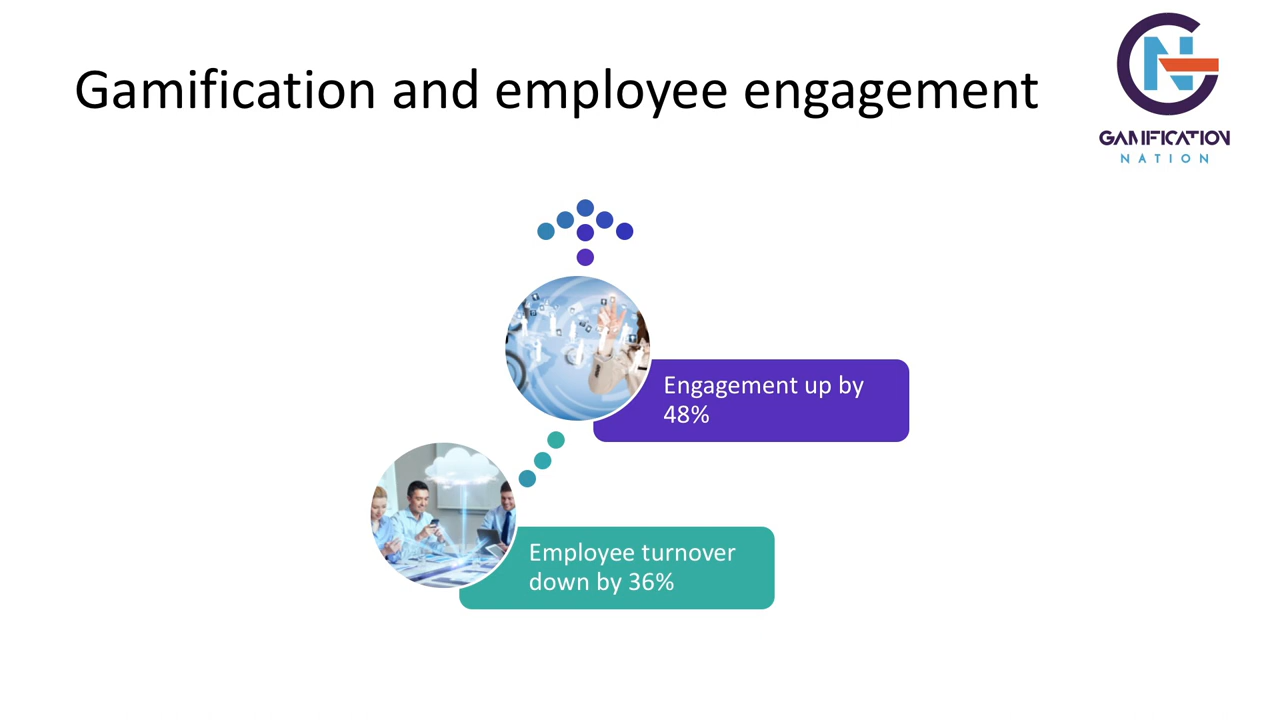 Gamification and employee engagement
GAMIFICATION
NATION
Engagement up by
48%
Employee turnover
down by 36%